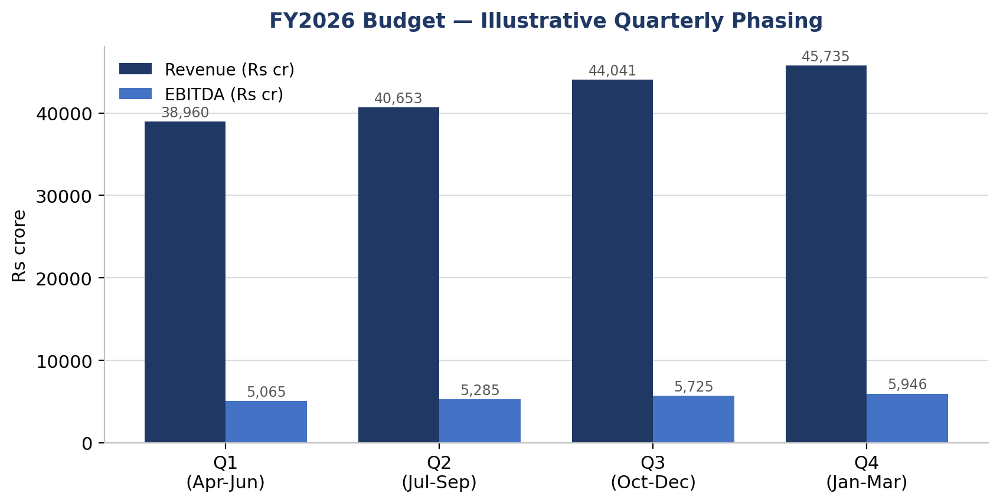 FY2026 Budget — Illustrative Quarterly Phasing
Revenue (Rs cr)
EBITDA (Rs cr)
Rs crore
40000
30000
20000
10000
0
38,960
40,653
44,041
45,735
5,065
5,285
5,725
5,946
Q1
(Apr-Jun)
Q2
(Jul-Sep)
Q3
(Oct-Dec)
Q4
(Jan-Mar)